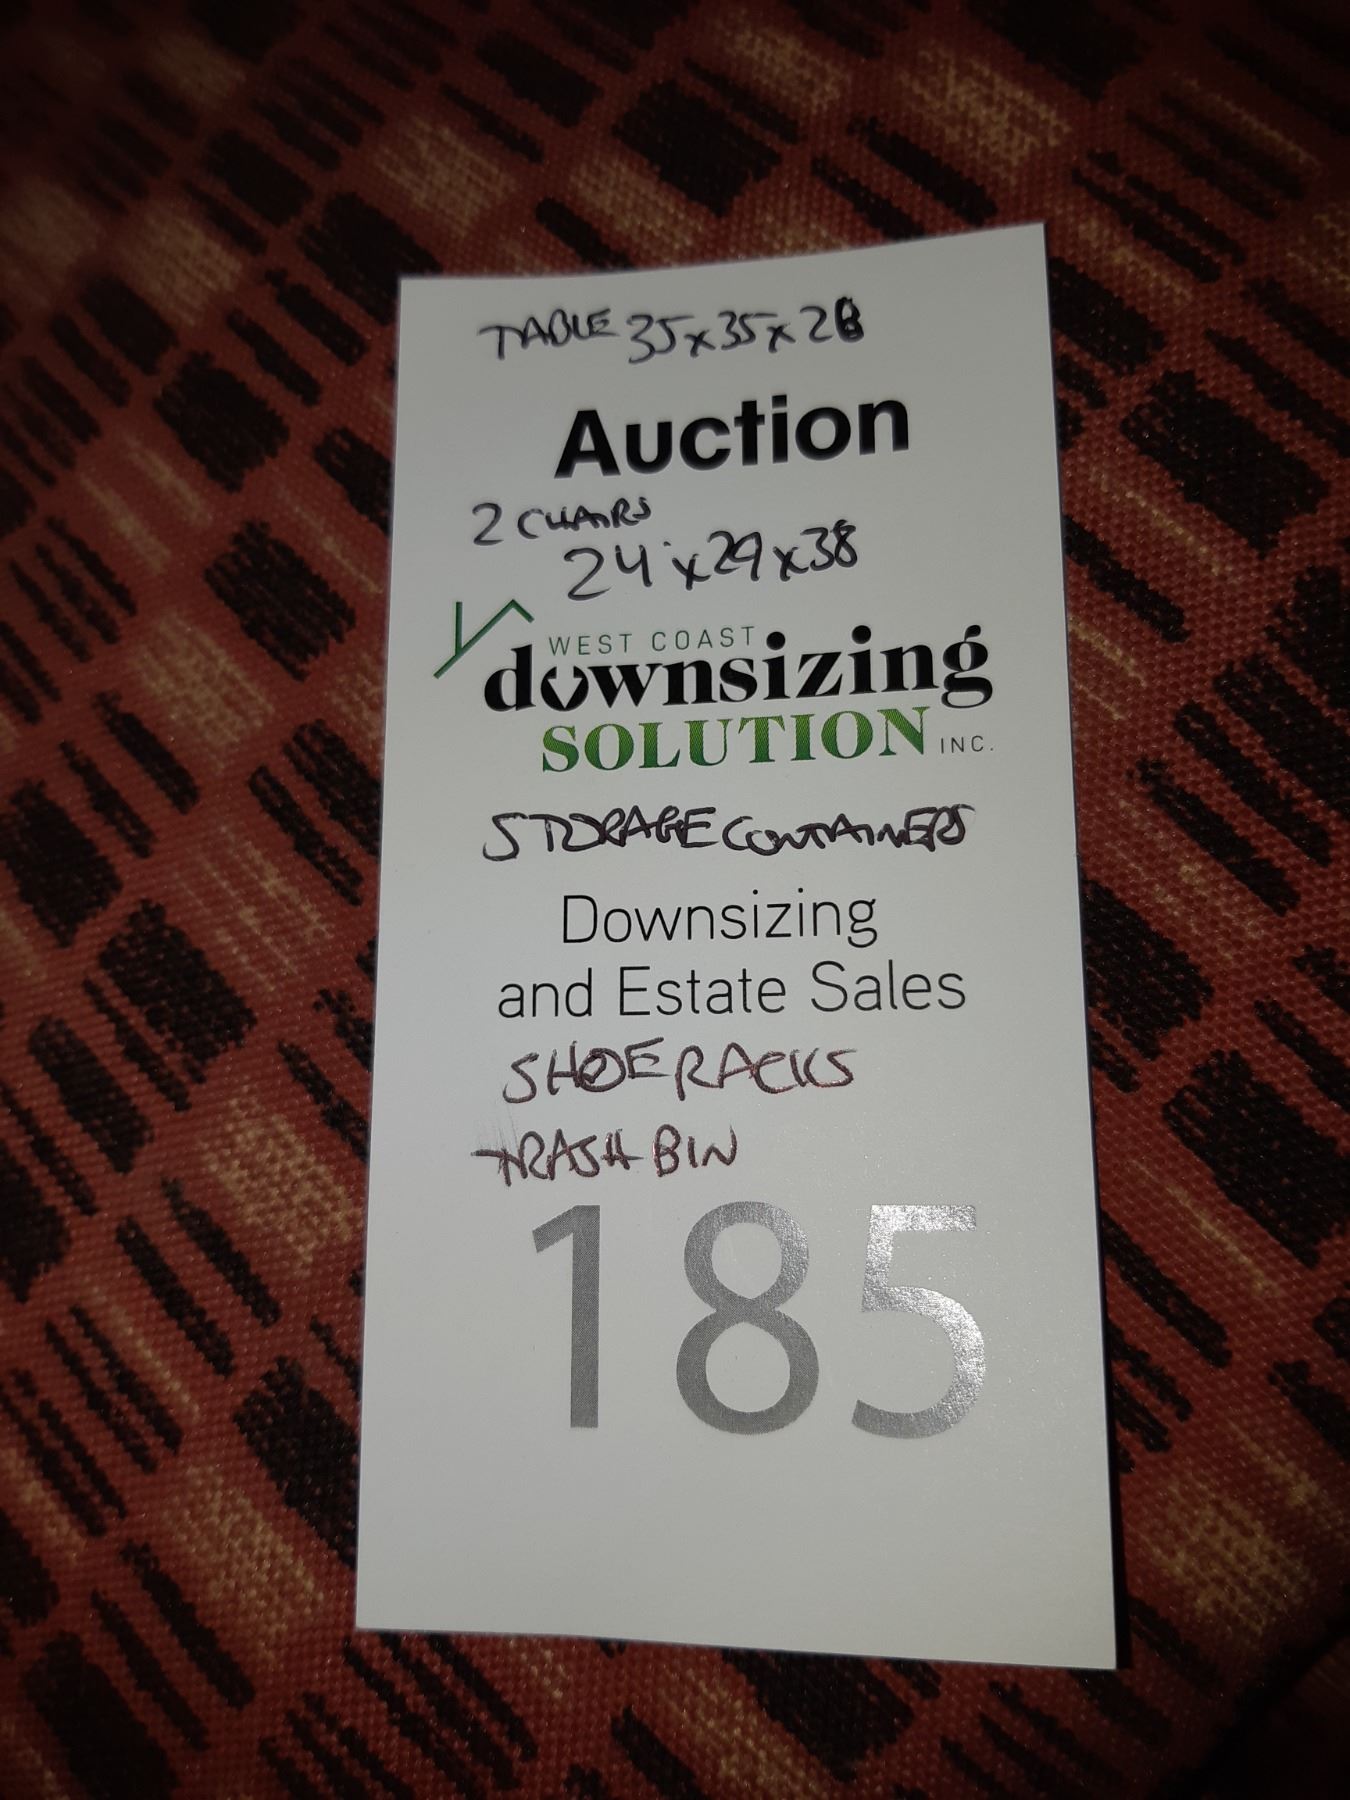 TABLE 35x35x28
Auction
2 CHAIRS
24x29x38
WEST COAST
downsizing
SOLUTION INC.
STORAGE CONTAINERS
Downsizing
and Estate Sales
SHOE RACKS
TRASH BIN
185